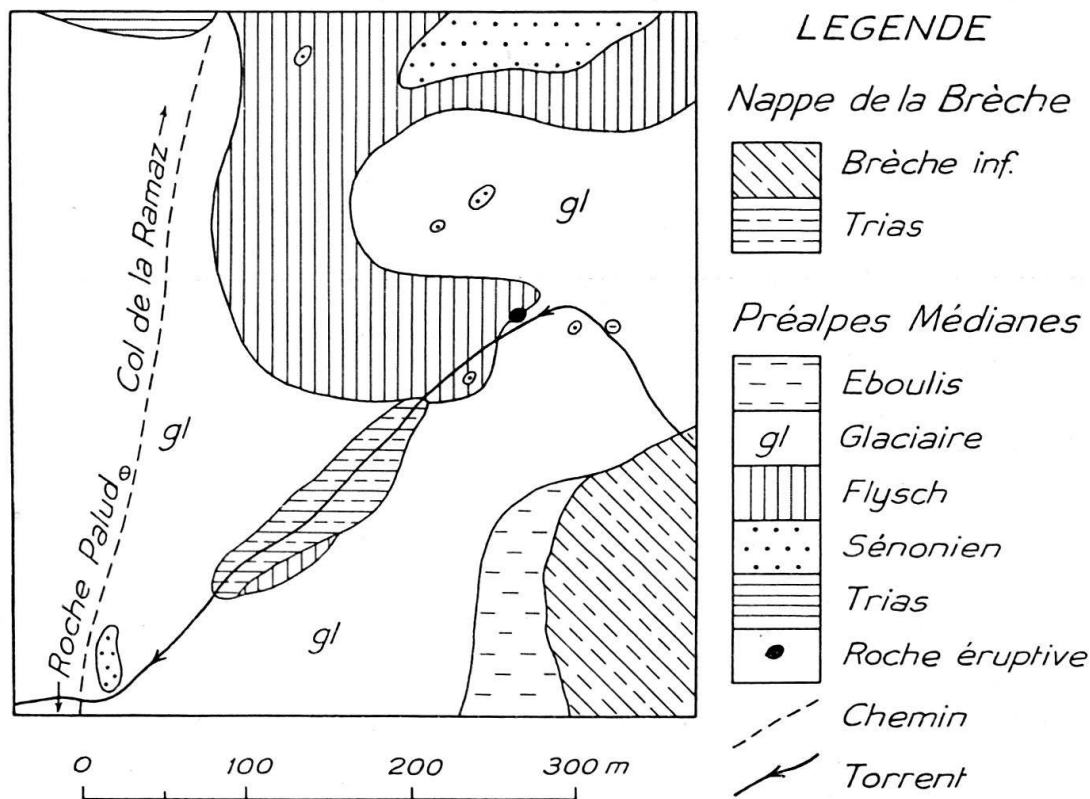 LEGENDE
Nappe de la Brèche
Brèche inf.
Trias
Préalpes Médianes
Eboulis
gl Glaciaire
Flysch
Sénonien
Trias
Roche éruptive
Chemin
Torrent
Col de la Ramaz
Roche Palud
gl
gl
gl
0 100 200 300 m